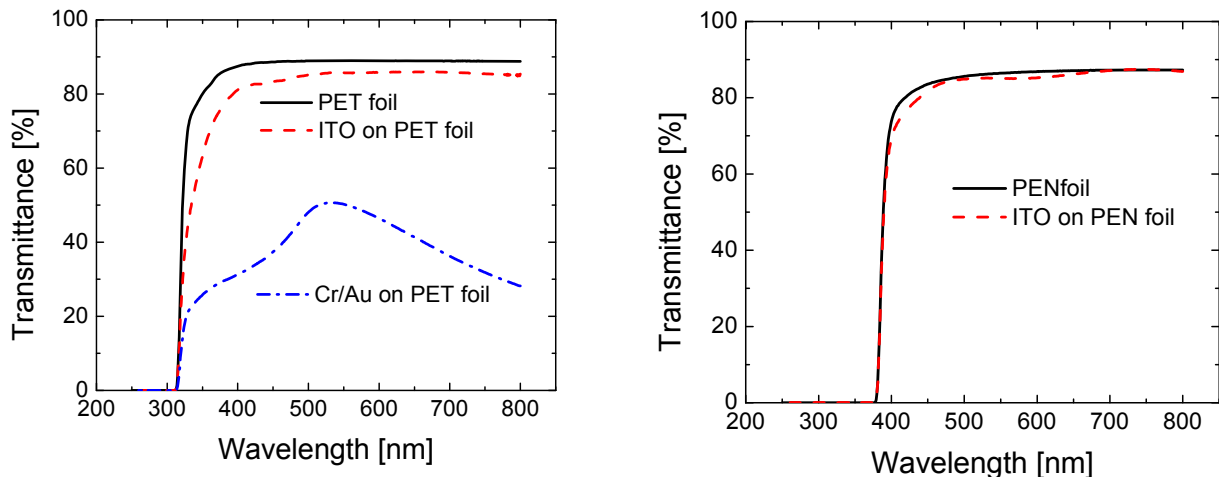 100
80
60
40
20
0
Transmittance [%]
PET foil
ITO on PET foil
Cr/Au on PET foil
200 300 400 500 600 700 800
Wavelength [nm]
100
80
60
40
20
0
Transmittance [%]
PENfoil
ITO on PEN foil
200 300 400 500 600 700 800
Wavelength [nm]